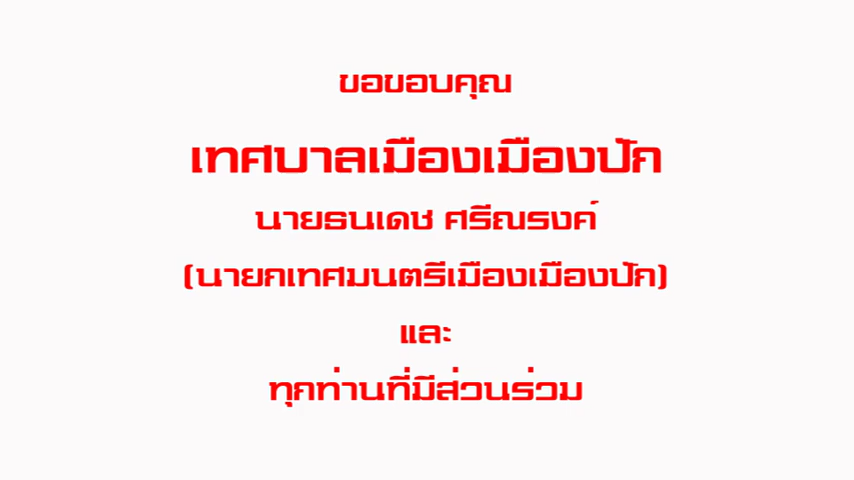 ขอขอบคุณ
เทศบาลเมืองเมืองปัก
นายธนเดช ศรีณรงค์
(นายกเทศมนตรีเมืองเมืองปัก)
และ
ทุกท่านที่มีส่วนร่วม